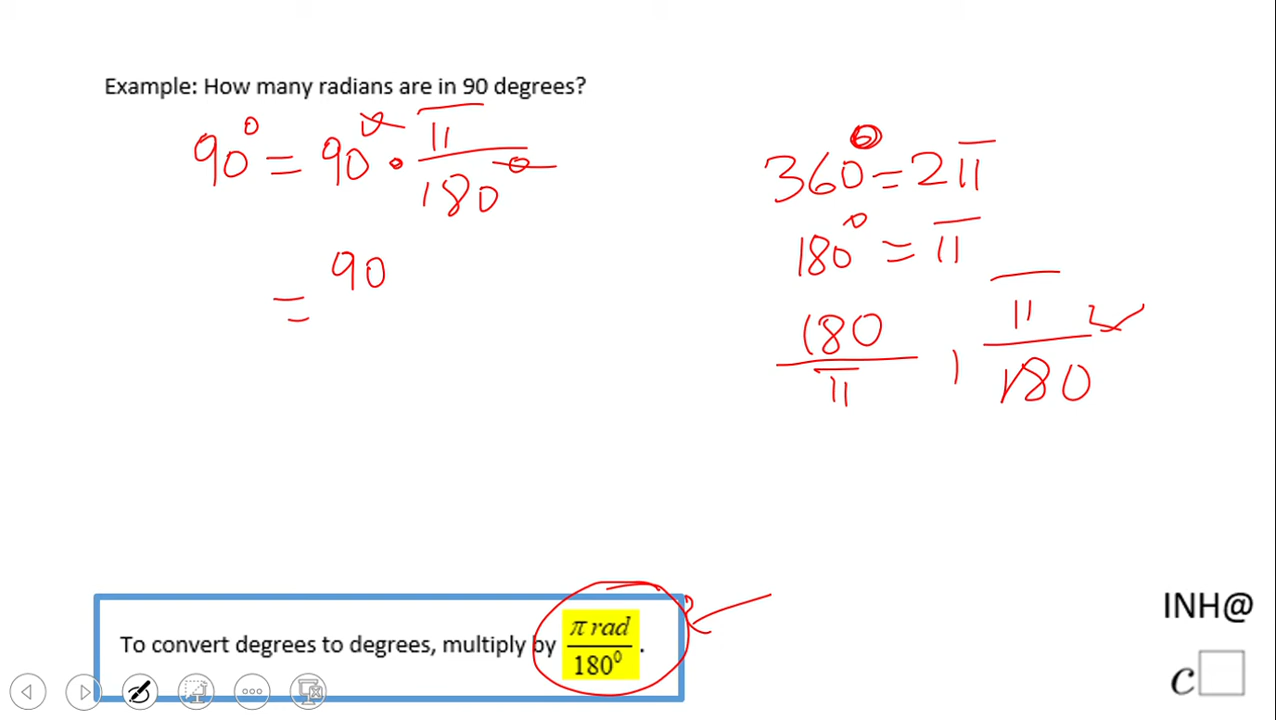 Example: How many radians are in 90 degrees?
90° = 90° · π/180°
= 90
360° = 2π
180° = π
180/π , π/180 ✓
To convert degrees to degrees, multiply by π rad/180⁰.
INH@
c□